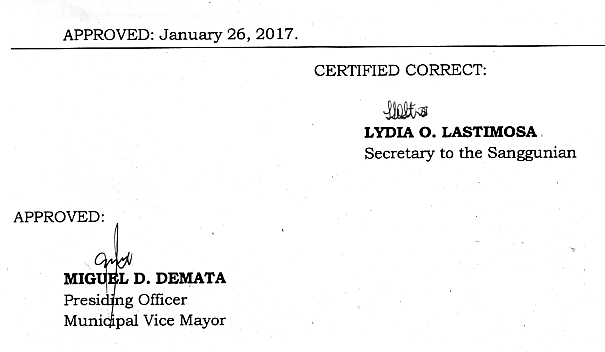 APPROVED: January 26, 2017.
CERTIFIED CORRECT:
LYDIA O. LASTIMOSA
Secretary to the Sanggunian
APPROVED:
MIGUEL D. DEMATA
Presiding Officer
Municipal Vice Mayor